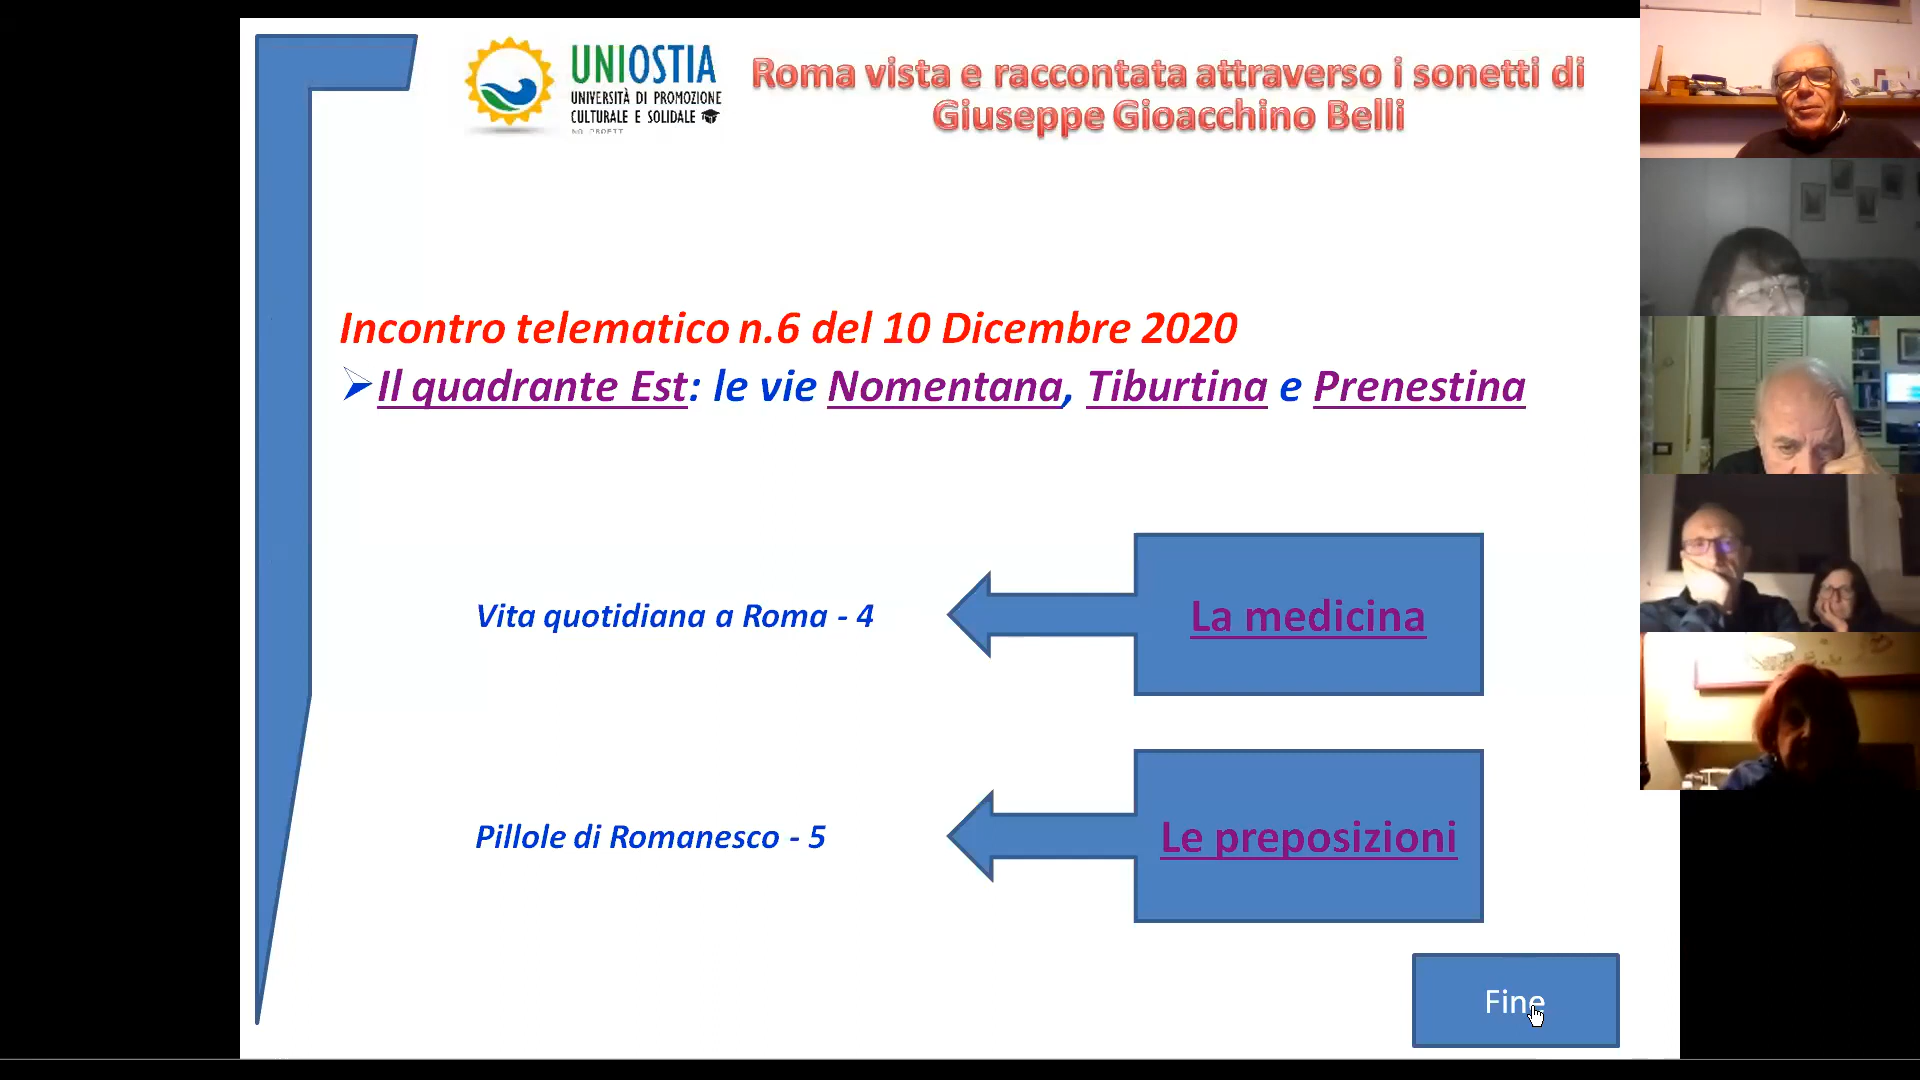 UNIOSTIA
UNIVERSITÀ DI PROMOZIONE
CULTURALE E SOLIDALE
NO PROFIT
Roma vista e raccontata attraverso i sonetti di
Giuseppe Gioacchino Belli
Incontro telematico n.6 del 10 Dicembre 2020
Il quadrante Est: le vie Nomentana, Tiburtina e Prenestina
Vita quotidiana a Roma - 4
La medicina
Pillole di Romanesco - 5
Le preposizioni
Fine